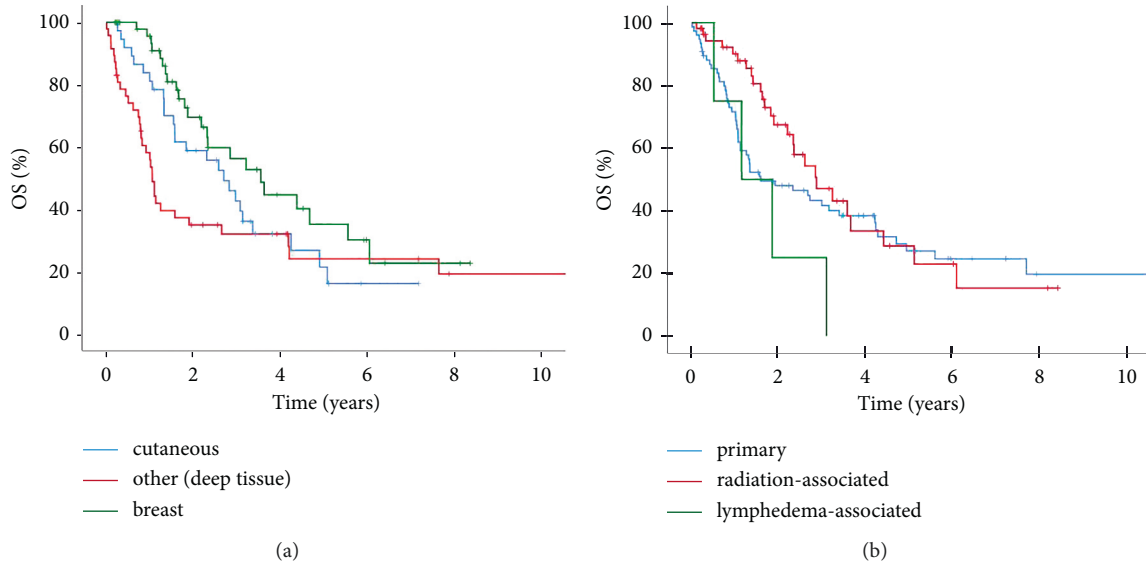 OS (%)
100
80
60
40
20
0
0 2 4 6 8 10
Time (years)
cutaneous
other (deep tissue)
breast
(a)
OS (%)
100
80
60
40
20
0
0 2 4 6 8 10
Time (years)
primary
radiation-associated
lymphedema-associated
(b)